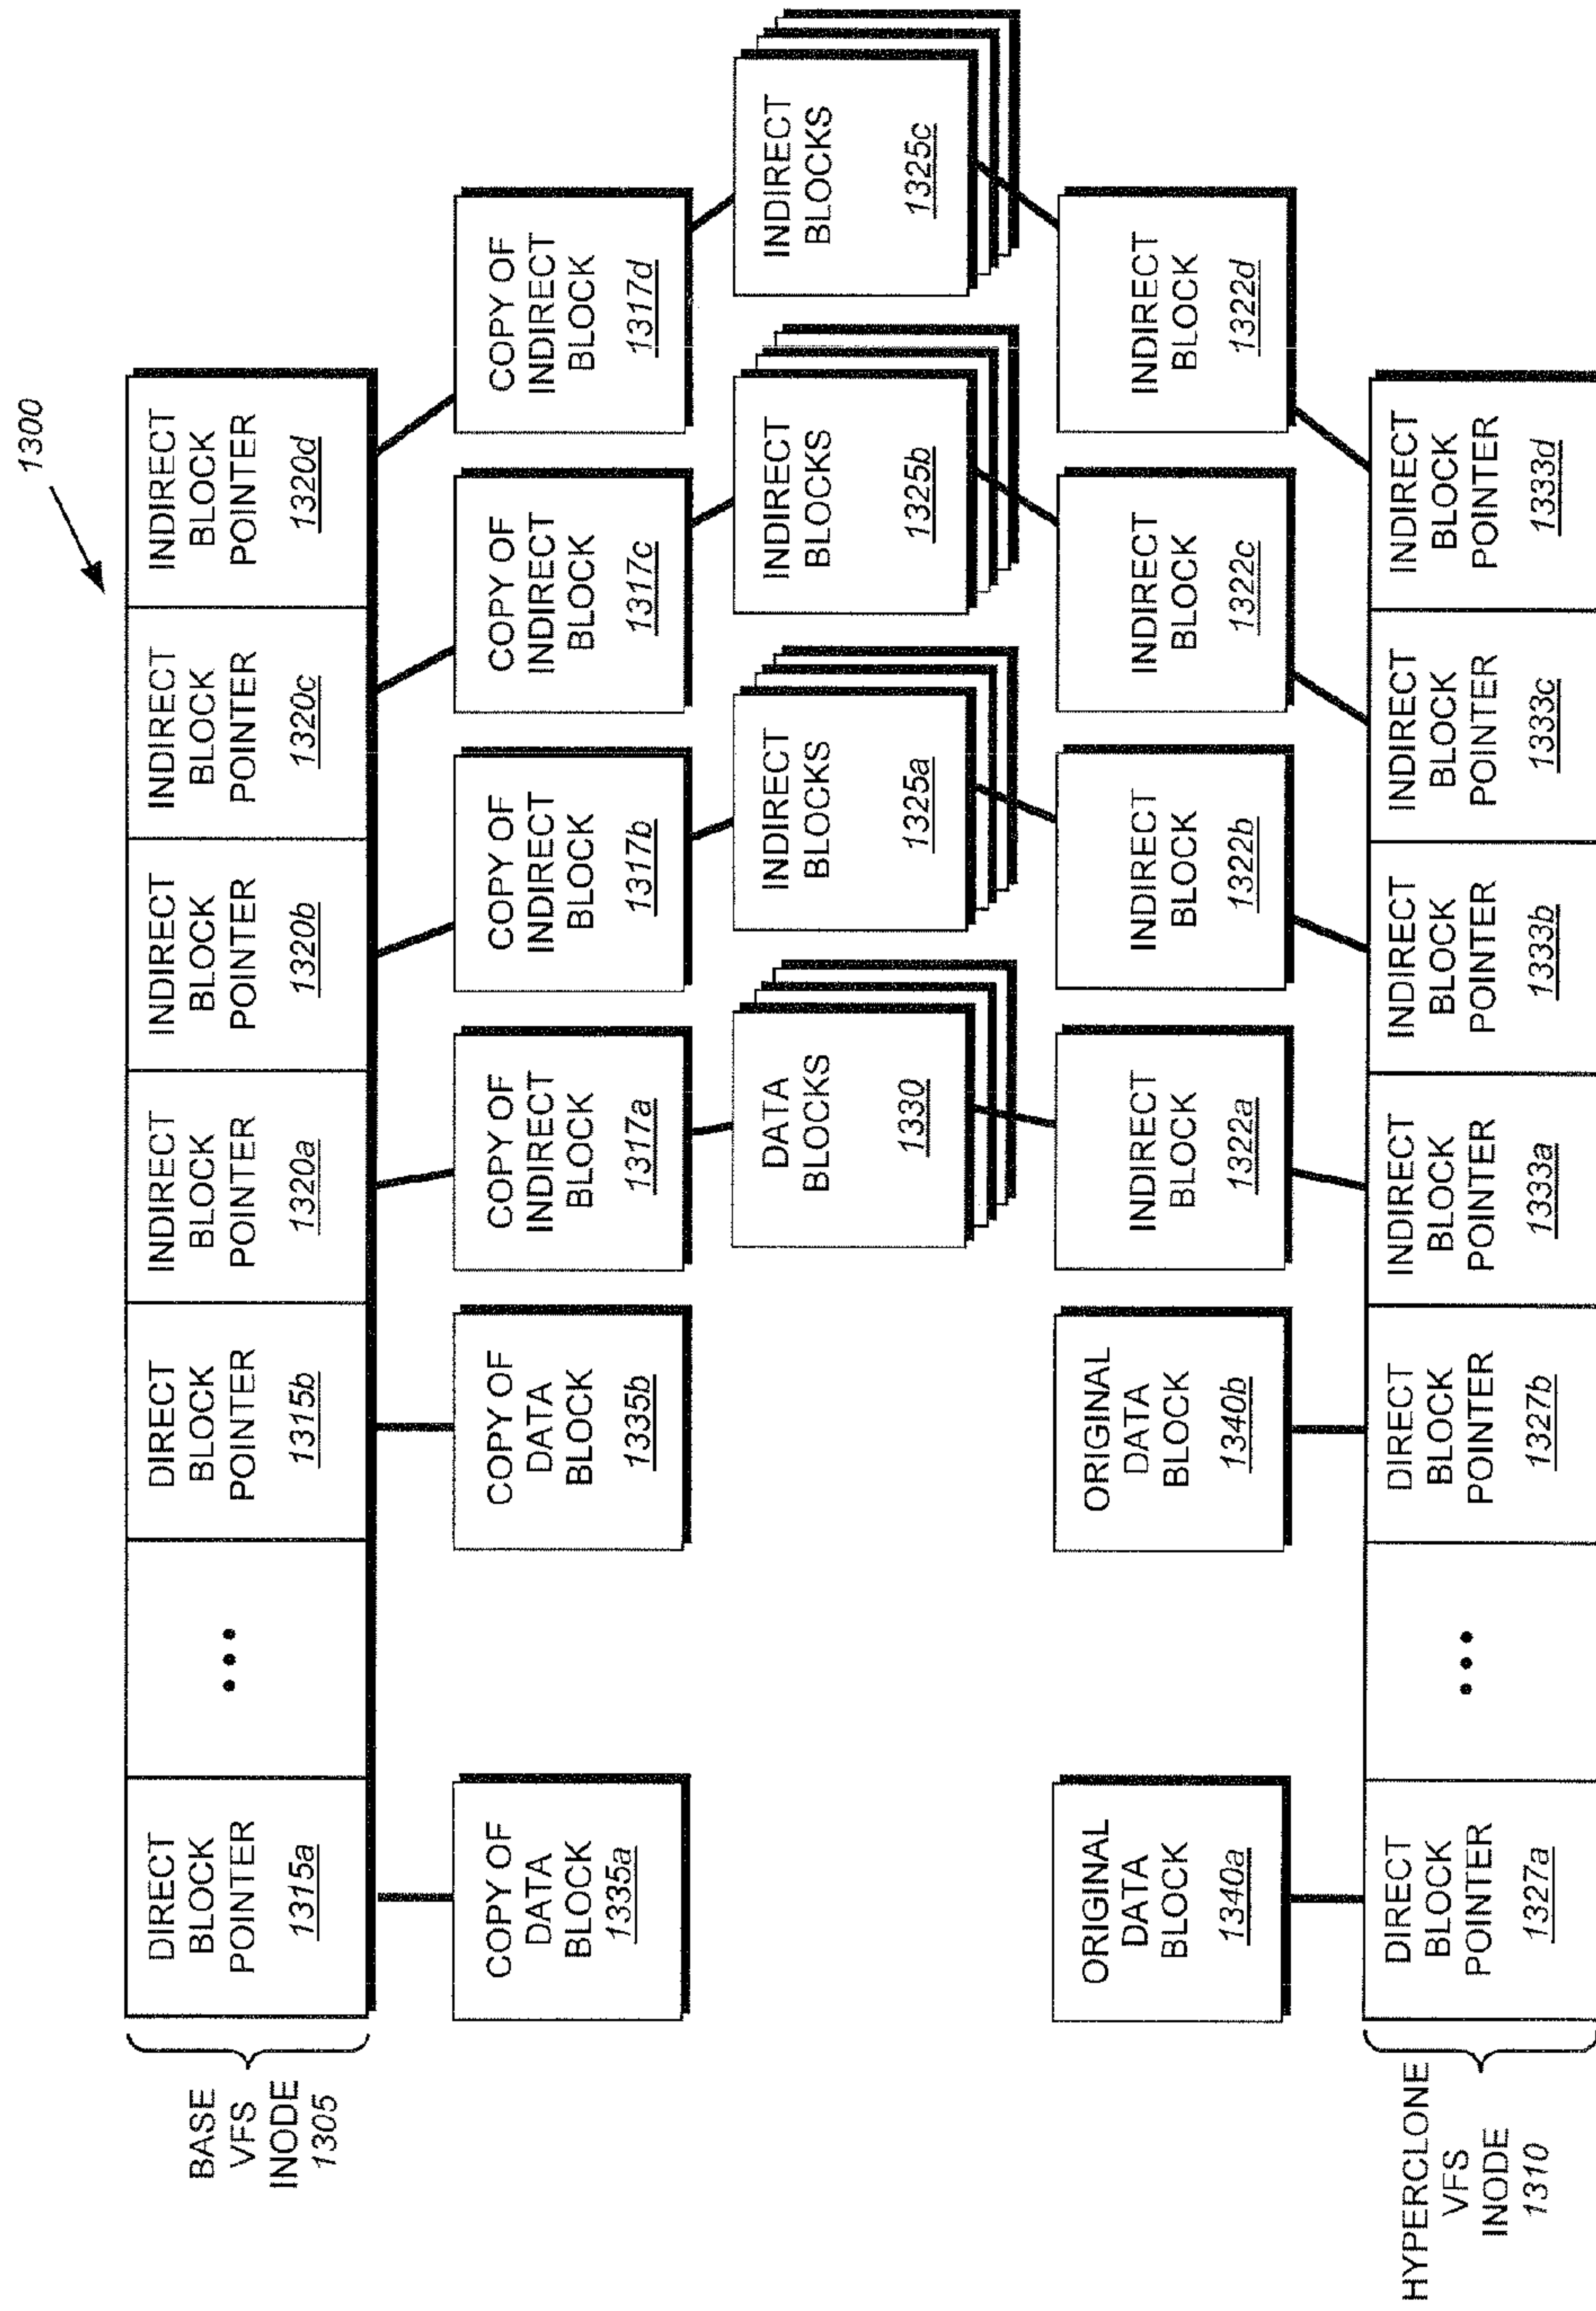 1300
BASE
VFS
INODE
1305
DIRECT
BLOCK
POINTER
1315a
...
DIRECT
BLOCK
POINTER
1315b
INDIRECT
BLOCK
POINTER
1320a
INDIRECT
BLOCK
POINTER
1320b
INDIRECT
BLOCK
POINTER
1320c
INDIRECT
BLOCK
POINTER
1320d
COPY OF
DATA
BLOCK
1335a
COPY OF
DATA
BLOCK
1335b
COPY OF
INDIRECT
BLOCK
1317a
COPY OF
INDIRECT
BLOCK
1317b
COPY OF
INDIRECT
BLOCK
1317c
COPY OF
INDIRECT
BLOCK
1317d
DATA
BLOCKS
1330
INDIRECT
BLOCKS
1325a
INDIRECT
BLOCKS
1325b
INDIRECT
BLOCKS
1325c
ORIGINAL
DATA
BLOCK
1340a
ORIGINAL
DATA
BLOCK
1340b
INDIRECT
BLOCK
1322a
INDIRECT
BLOCK
1322b
INDIRECT
BLOCK
1322c
INDIRECT
BLOCK
1322d
HYPERCLONE
VFS
INODE
1310
DIRECT
BLOCK
POINTER
1327a
...
DIRECT
BLOCK
POINTER
1327b
INDIRECT
BLOCK
POINTER
1333a
INDIRECT
BLOCK
POINTER
1333b
INDIRECT
BLOCK
POINTER
1333c
INDIRECT
BLOCK
POINTER
1333d